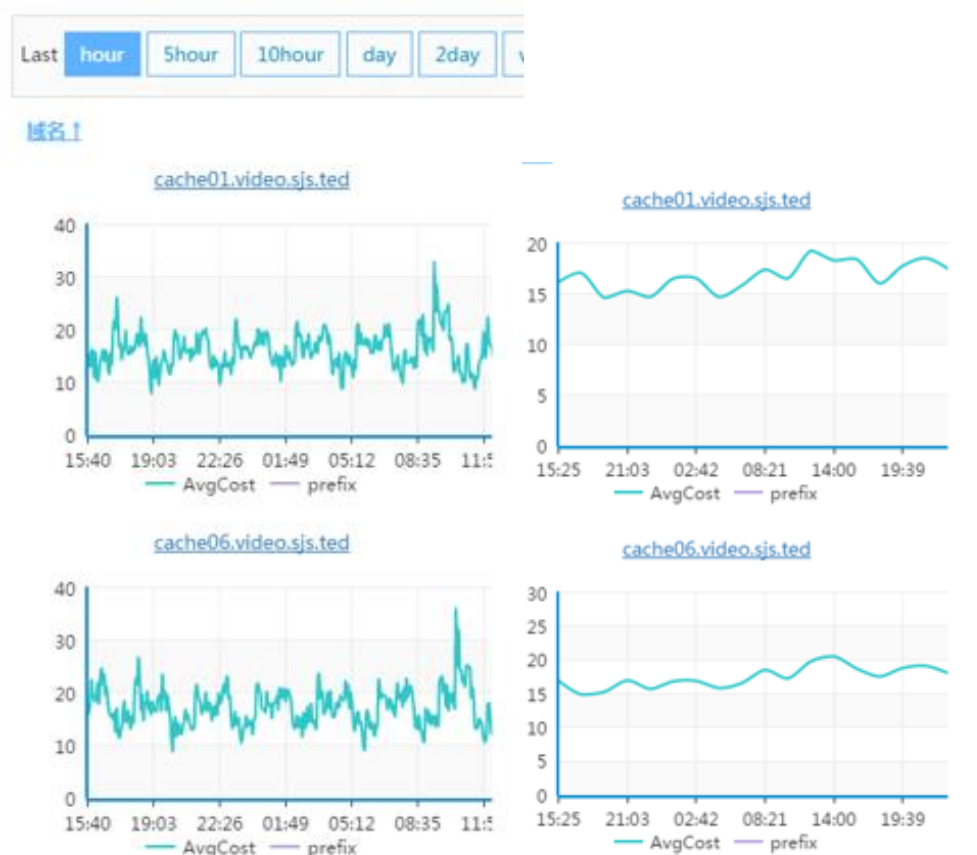 Last hour 5hour 10hour day 2day
域名↑
cache01.video.sjs.ted
40
30
20
10
0
15:40 19:03 22:26 01:49 05:12 08:35
AvgCost prefix
cache01.video.sjs.ted
20
15
10
5
0
15:25 21:03 02:42 08:21 14:00 19:39
AvgCost prefix
cache06.video.sjs.ted
40
30
20
10
0
15:40 19:03 22:26 01:49 05:12 08:35
AvgCost prefix
cache06.video.sjs.ted
30
25
20
15
10
5
0
15:25 21:03 02:42 08:21 14:00 19:39
AvgCost prefix